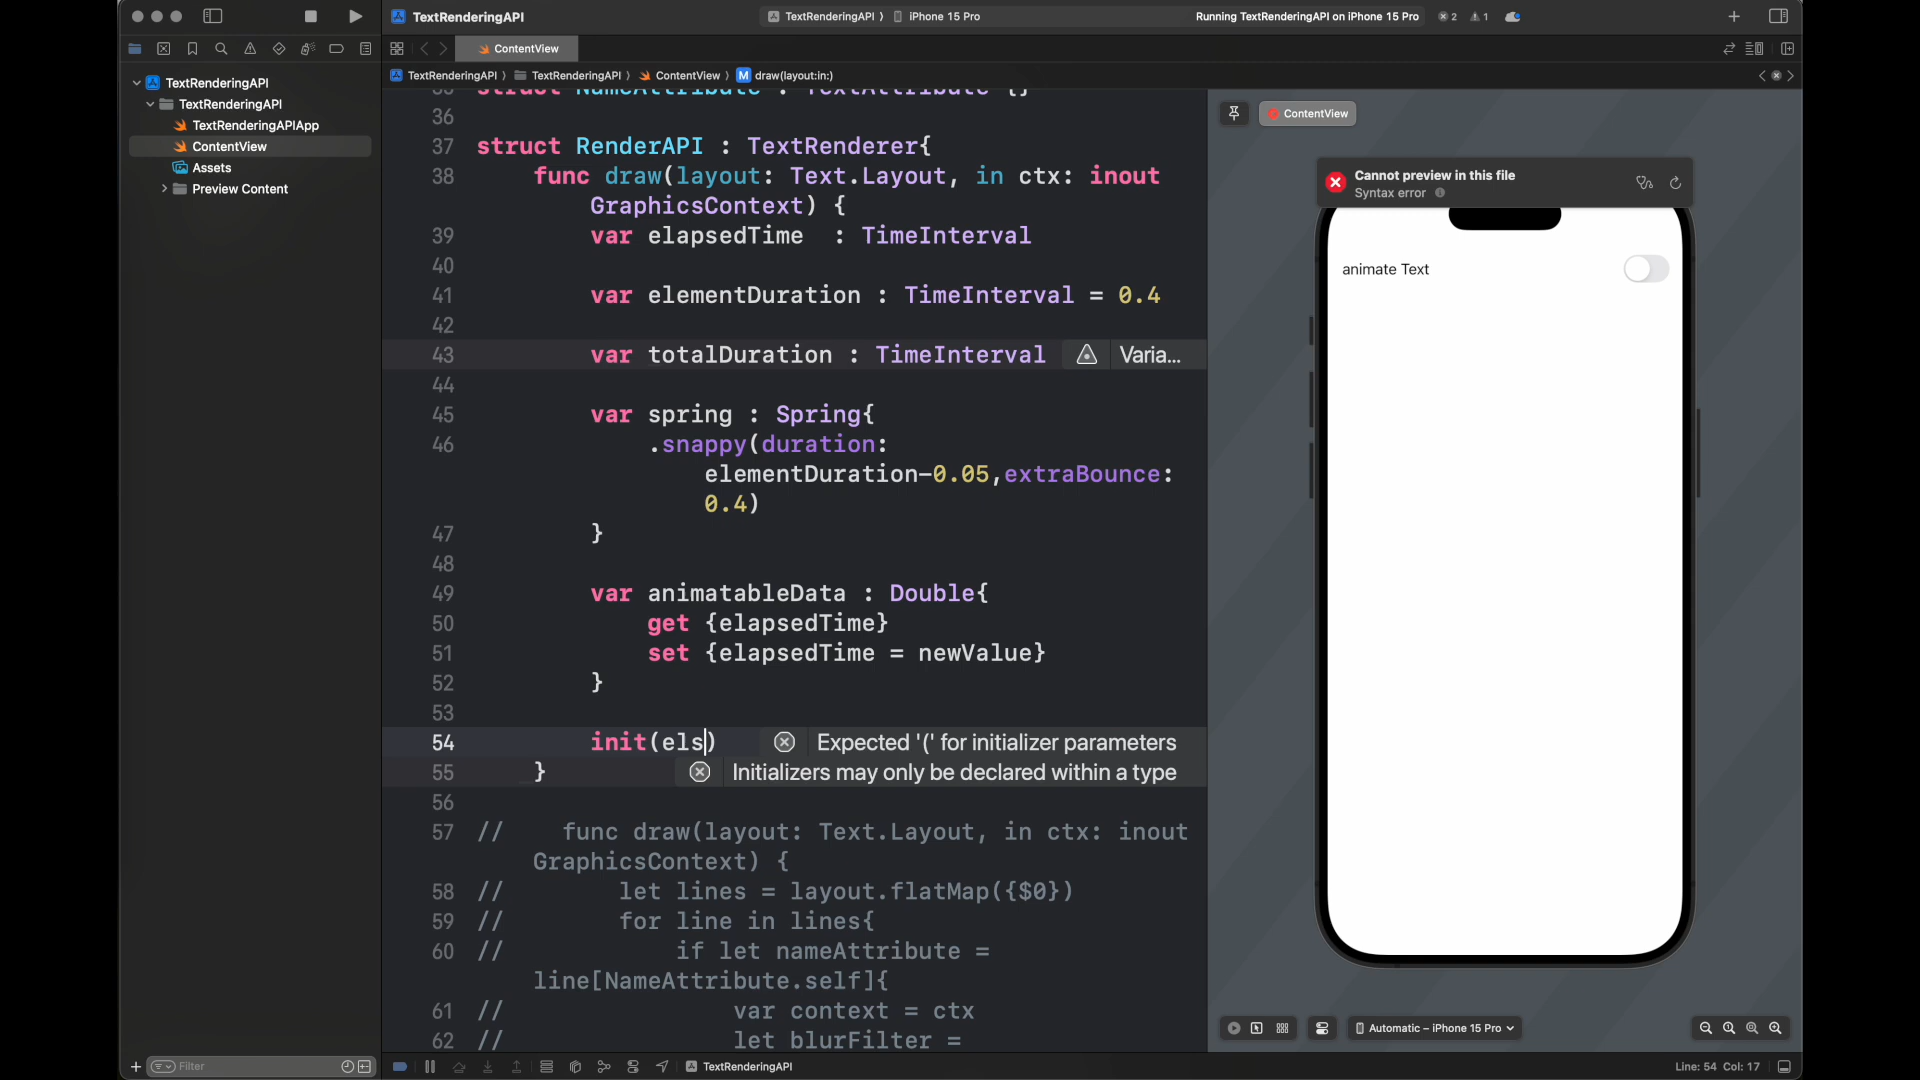 TextRenderingAPI
TextRenderingAPI ⟩ iPhone 15 Pro
Running TextRenderingAPI on iPhone 15 Pro
2
1
ContentView
TextRenderingAPI ⟩ TextRenderingAPI ⟩ ContentView ⟩ M draw(layout:in:)
TextRenderingAPI
TextRenderingAPI
TextRenderingAPIApp
ContentView
Assets
Preview Content
35 struct NameAttribute : TextAttribute {}
36
37 struct RenderAPI : TextRenderer{
38 func draw(layout: Text.Layout, in ctx: inout
GraphicsContext) {
39 var elapsedTime  : TimeInterval
40
41 var elementDuration : TimeInterval = 0.4
42
43 var totalDuration : TimeInterval Varia...
44
45 var spring : Spring{
46 .snappy(duration:
elementDuration-0.05,extraBounce:
0.4)
47 }
48
49 var animatableData : Double{
50 get {elapsedTime}
51 set {elapsedTime = newValue}
52 }
53
54 init(els) Expected '(' for initializer parameters
55 } Initializers may only be declared within a type
56
57 // func draw(layout: Text.Layout, in ctx: inout
GraphicsContext) {
58 // let lines = layout.flatMap({$0})
59 // for line in lines{
60 // if let nameAttribute =
line[NameAttribute.self]{
61 // var context = ctx
62 // let blurFilter =
ContentView
Cannot preview in this file
Syntax error
animate Text
Automatic – iPhone 15 Pro
Filter
TextRenderingAPI
Line: 54 Col: 17